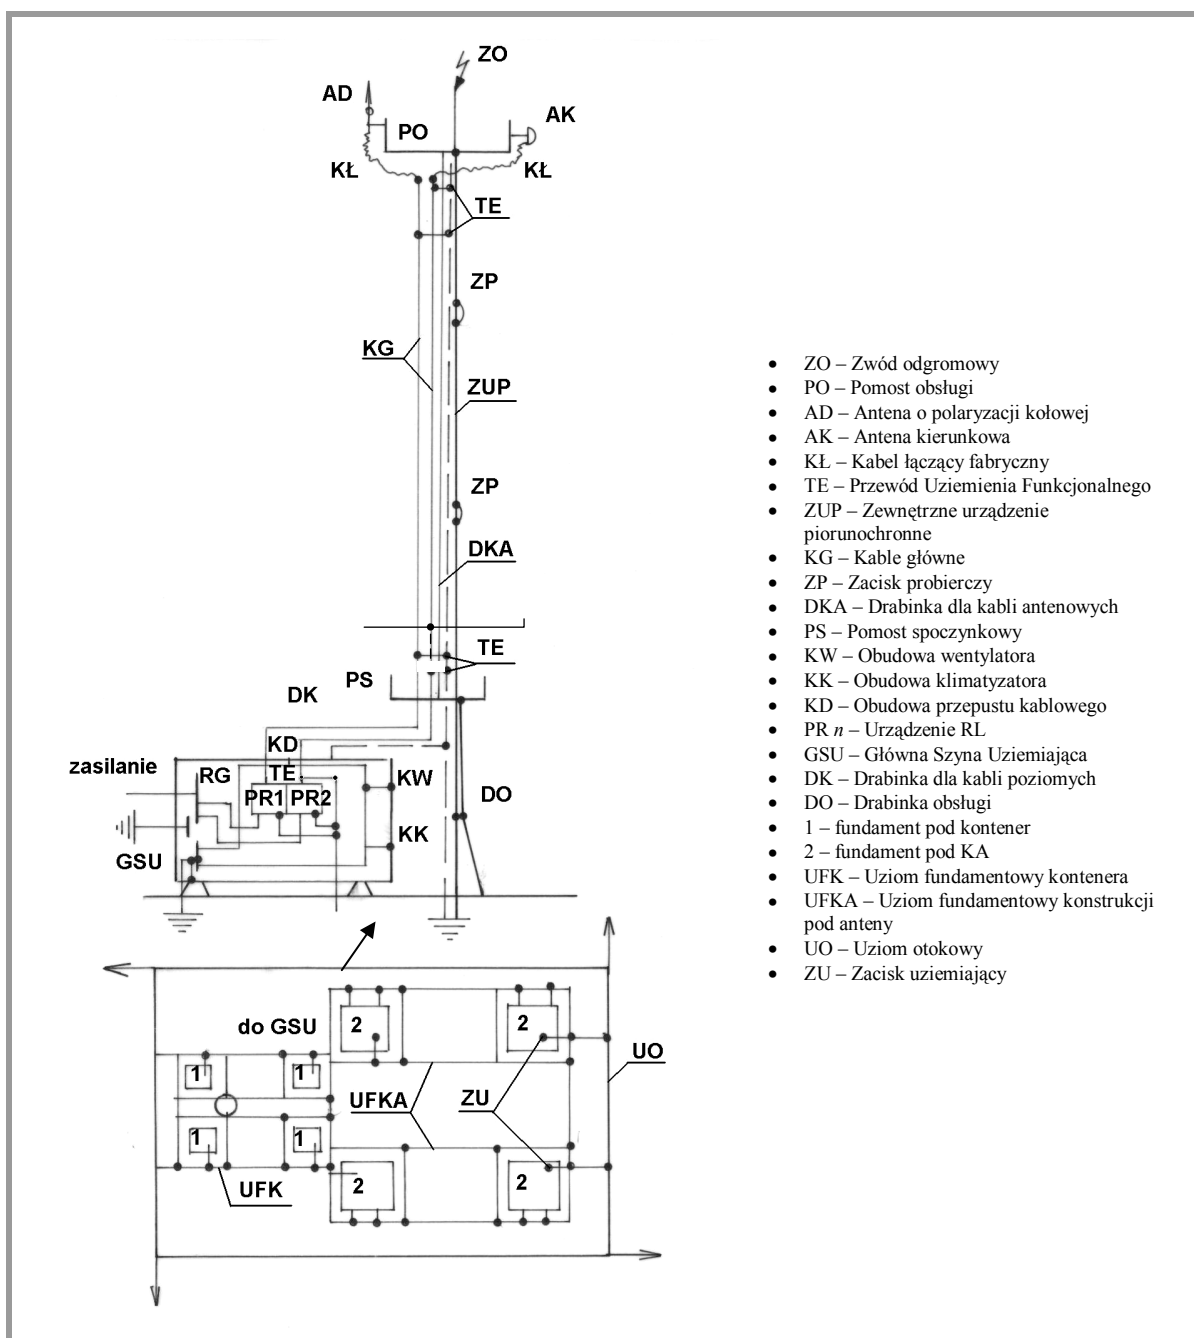 ZO
AD
AK
PO
KŁ
KŁ
TE
ZP
KG
ZUP
ZP
DKA
TE
PS
DK
KD
zasilanie
RG
TE
KW
PR1
PR2
DO
KK
GSU
do GSU
2
2
1
1
UO
UFKA
ZU
1
1
2
2
UFK
• ZO – Zwód odgromowy
• PO – Pomost obsługi
• AD – Antena o polaryzacji kołowej
• AK – Antena kierunkowa
• KŁ – Kabel łączący fabryczny
• TE – Przewód Uziemienia Funkcjonalnego
• ZUP – Zewnętrzne urządzenie
piorunochronne
• KG – Kable główne
• ZP – Zacisk probierczy
• DKA – Drabinka dla kabli antenowych
• PS – Pomost spoczynkowy
• KW – Obudowa wentylatora
• KK – Obudowa klimatyzatora
• KD – Obudowa przepustu kablowego
• PR n – Urządzenie RL
• GSU – Główna Szyna Uziemiająca
• DK – Drabinka dla kabli poziomych
• DO – Drabinka obsługi
• 1 – fundament pod kontener
• 2 – fundament pod KA
• UFK – Uziom fundamentowy kontenera
• UFKA – Uziom fundamentowy konstrukcji
pod anteny
• UO – Uziom otokowy
• ZU – Zacisk uziemiający